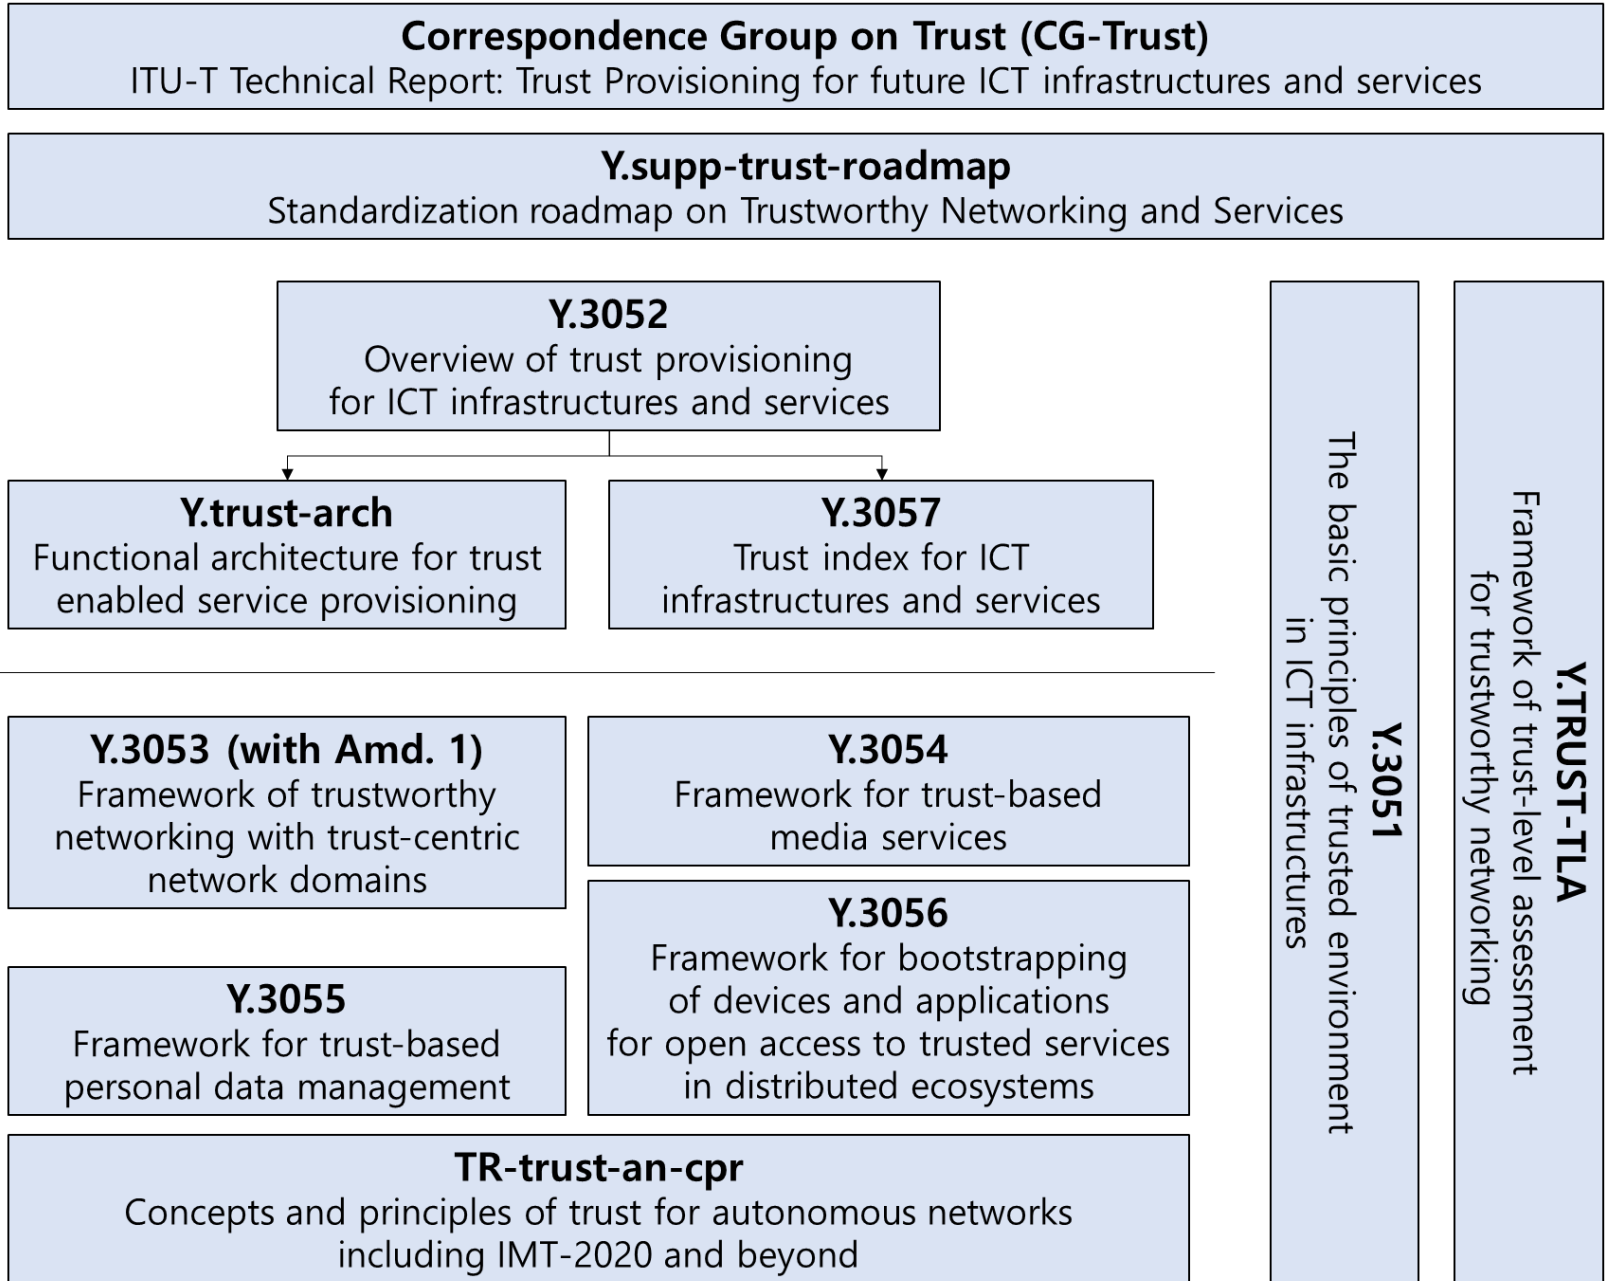 Correspondence Group on Trust (CG-Trust)
ITU-T Technical Report: Trust Provisioning for future ICT infrastructures and services
Y.supp-trust-roadmap
Standardization roadmap on Trustworthy Networking and Services
Y.3052
Overview of trust provisioning
for ICT infrastructures and services
Y.trust-arch
Functional architecture for trust
enabled service provisioning
Y.3057
Trust index for ICT
infrastructures and services
Y.3053 (with Amd. 1)
Framework of trustworthy
networking with trust-centric
network domains
Y.3054
Framework for trust-based
media services
Y.3055
Framework for trust-based
personal data management
Y.3056
Framework for bootstrapping
of devices and applications
for open access to trusted services
in distributed ecosystems
TR-trust-an-cpr
Concepts and principles of trust for autonomous networks
including IMT-2020 and beyond
Y.3051
The basic principles of trusted environment
in ICT infrastructures
Y.TRUST-TLA
Framework of trust-level assessment
for trustworthy networking